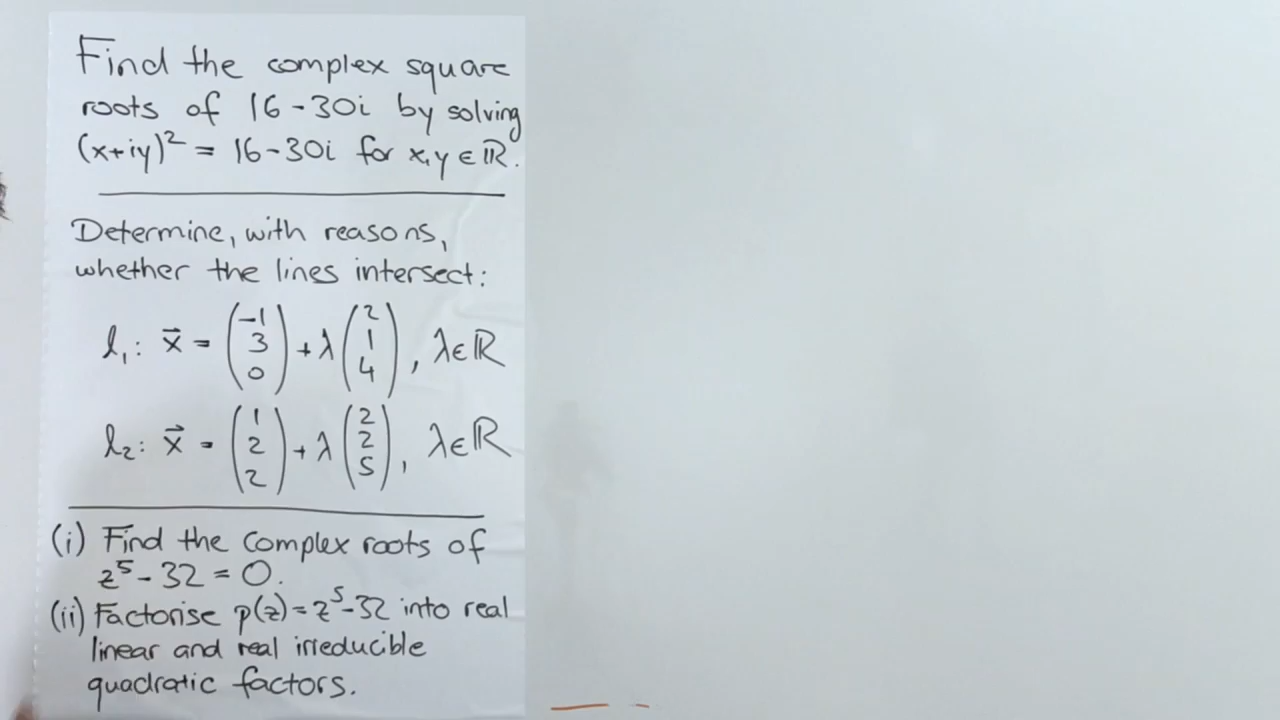 Find the complex square
roots of 16-30i by solving
(x+iy)² = 16-30i for x,y ∈ ℝ.
Determine, with reasons,
whether the lines intersect:
l₁: x⃗ = (-1 3 0) + λ (2 1 4), λ∈ℝ
l₂: x⃗ = (1 2 2) + λ (2 2 5), λ∈ℝ
(i) Find the complex roots of
z⁵ - 32 = 0.
(ii) Factorise p(z) = z⁵-32 into real
linear and real irreducible
quadratic factors.